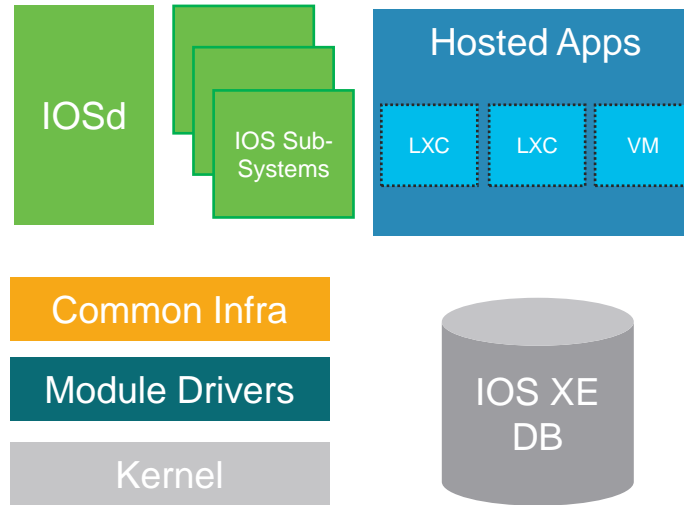 IOSd
IOS Sub-
Systems
Hosted Apps
LXC
LXC
VM
Common Infra
Module Drivers
Kernel
IOS XE
DB